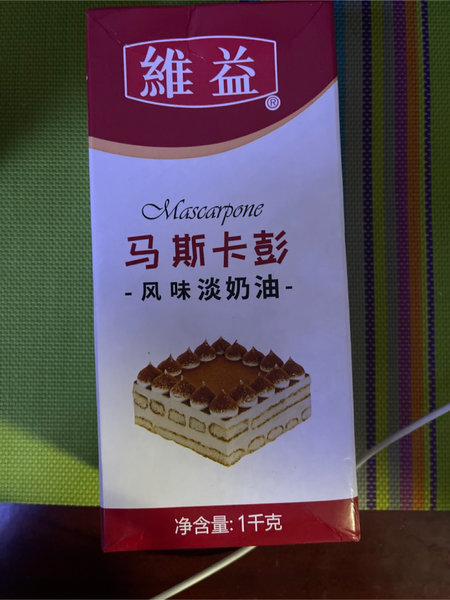 維益
®
Mascarpone
马斯卡彭
-风味淡奶油-
净含量:1千克